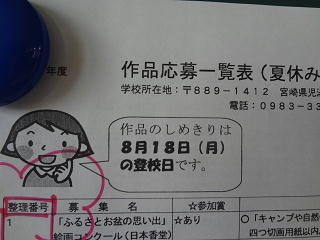 年度
作品応募一覧表（夏休み
学校所在地：〒８８９－１４１２　宮崎県児
電話：０９８３－３
作品のしめきりは
８月１８日（月）
の登校日です。
整理番号　募　集　名　☆参加賞
1　「ふるさとお盆の思い出」　☆あり　○「キャンプや自然
絵画コンクール（日本香堂）　四つ切画用紙以内